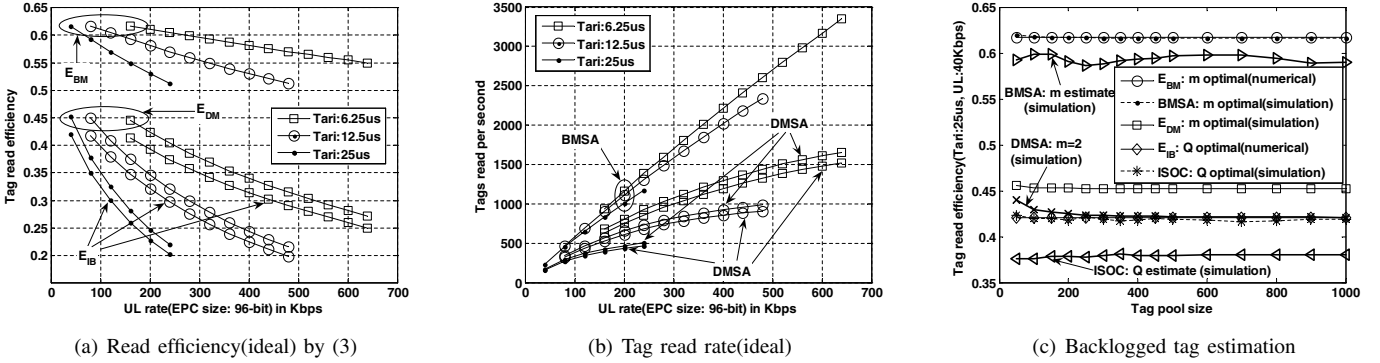 Tag read efficiency
0.65
0.6
0.55
0.5
0.45
0.4
0.35
0.3
0.25
0.2
E_BM
E_DM
E_IB
Tari:6.25us
Tari:12.5us
Tari:25us
0 100 200 300 400 500 600 700
UL rate(EPC size: 96-bit) in Kbps
(a) Read efficiency(ideal) by (3)
Tags read per second
3500
3000
2500
2000
1500
1000
500
0
Tari:6.25us
Tari:12.5us
Tari:25us
BMSA
DMSA
DMSA
0 100 200 300 400 500 600 700
UL rate(EPC size: 96-bit) in Kbps
(b) Tag read rate(ideal)
Tag read efficiency(Tari:25us, UL:40Kbps)
0.65
0.6
0.55
0.5
0.45
0.4
0.35
BMSA: m estimate
(simulation)
DMSA: m=2
(simulation)
E_BM: m optimal(numerical)
BMSA: m optimal(simulation)
E_DM: m optimal(simulation)
E_IB: Q optimal(numerical)
ISOC: Q optimal(simulation)
ISOC: Q estimate (simulation)
0 200 400 600 800 1000
Tag pool size
(c) Backlogged tag estimation